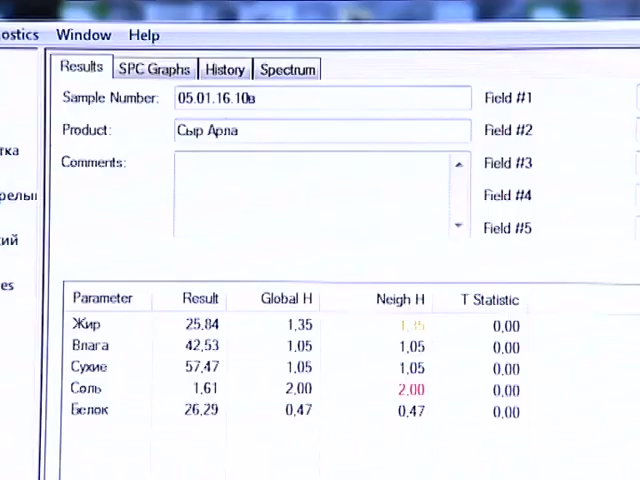 ostics Window Help
Results SPC Graphs History Spectrum
Sample Number: 05.01.16.10в Field #1
Product: Сыр Арла Field #2
тка
Comments: Field #3
релы
Field #4
Field #5
ий
es
Parameter Result Global H Neigh H T Statistic
Жир 25,84 1,35 1,35 0,00
Влага 42,53 1,05 1,05 0,00
Сухие 57,47 1,05 1,05 0,00
Соль 1,61 2,00 2,00 0,00
Белок 26,29 0,47 0,47 0,00